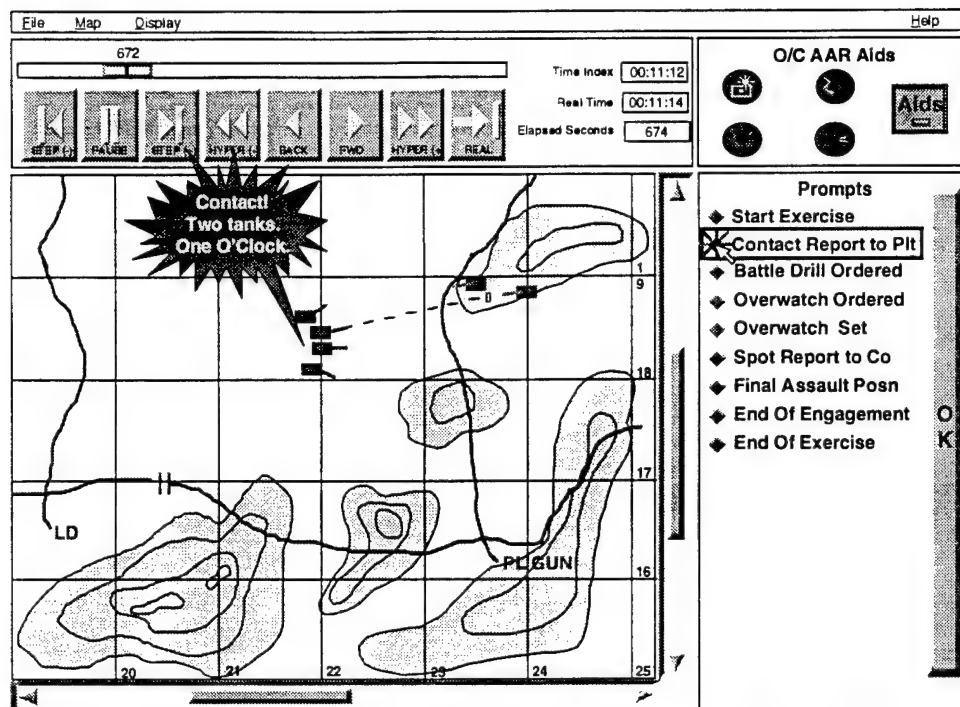 File Map Display Help
672
Time Index 00:11:12
Real Time 00:11:14
Elapsed Seconds 674
STEP (-) PAUSE STEP (+) HYPER (-) BACK FWD HYPER (+) REAL
O/C AAR Aids
Aids
Contact!
Two tanks.
One O'Clock
Prompts
Start Exercise
Contact Report to Plt
Battle Drill Ordered
Overwatch Ordered
Overwatch Set
Spot Report to Co
Final Assault Posn
End Of Engagement
End Of Exercise
O
K
1
9
18
17
16
LD
PL GUN
20 21 22 23 24 25